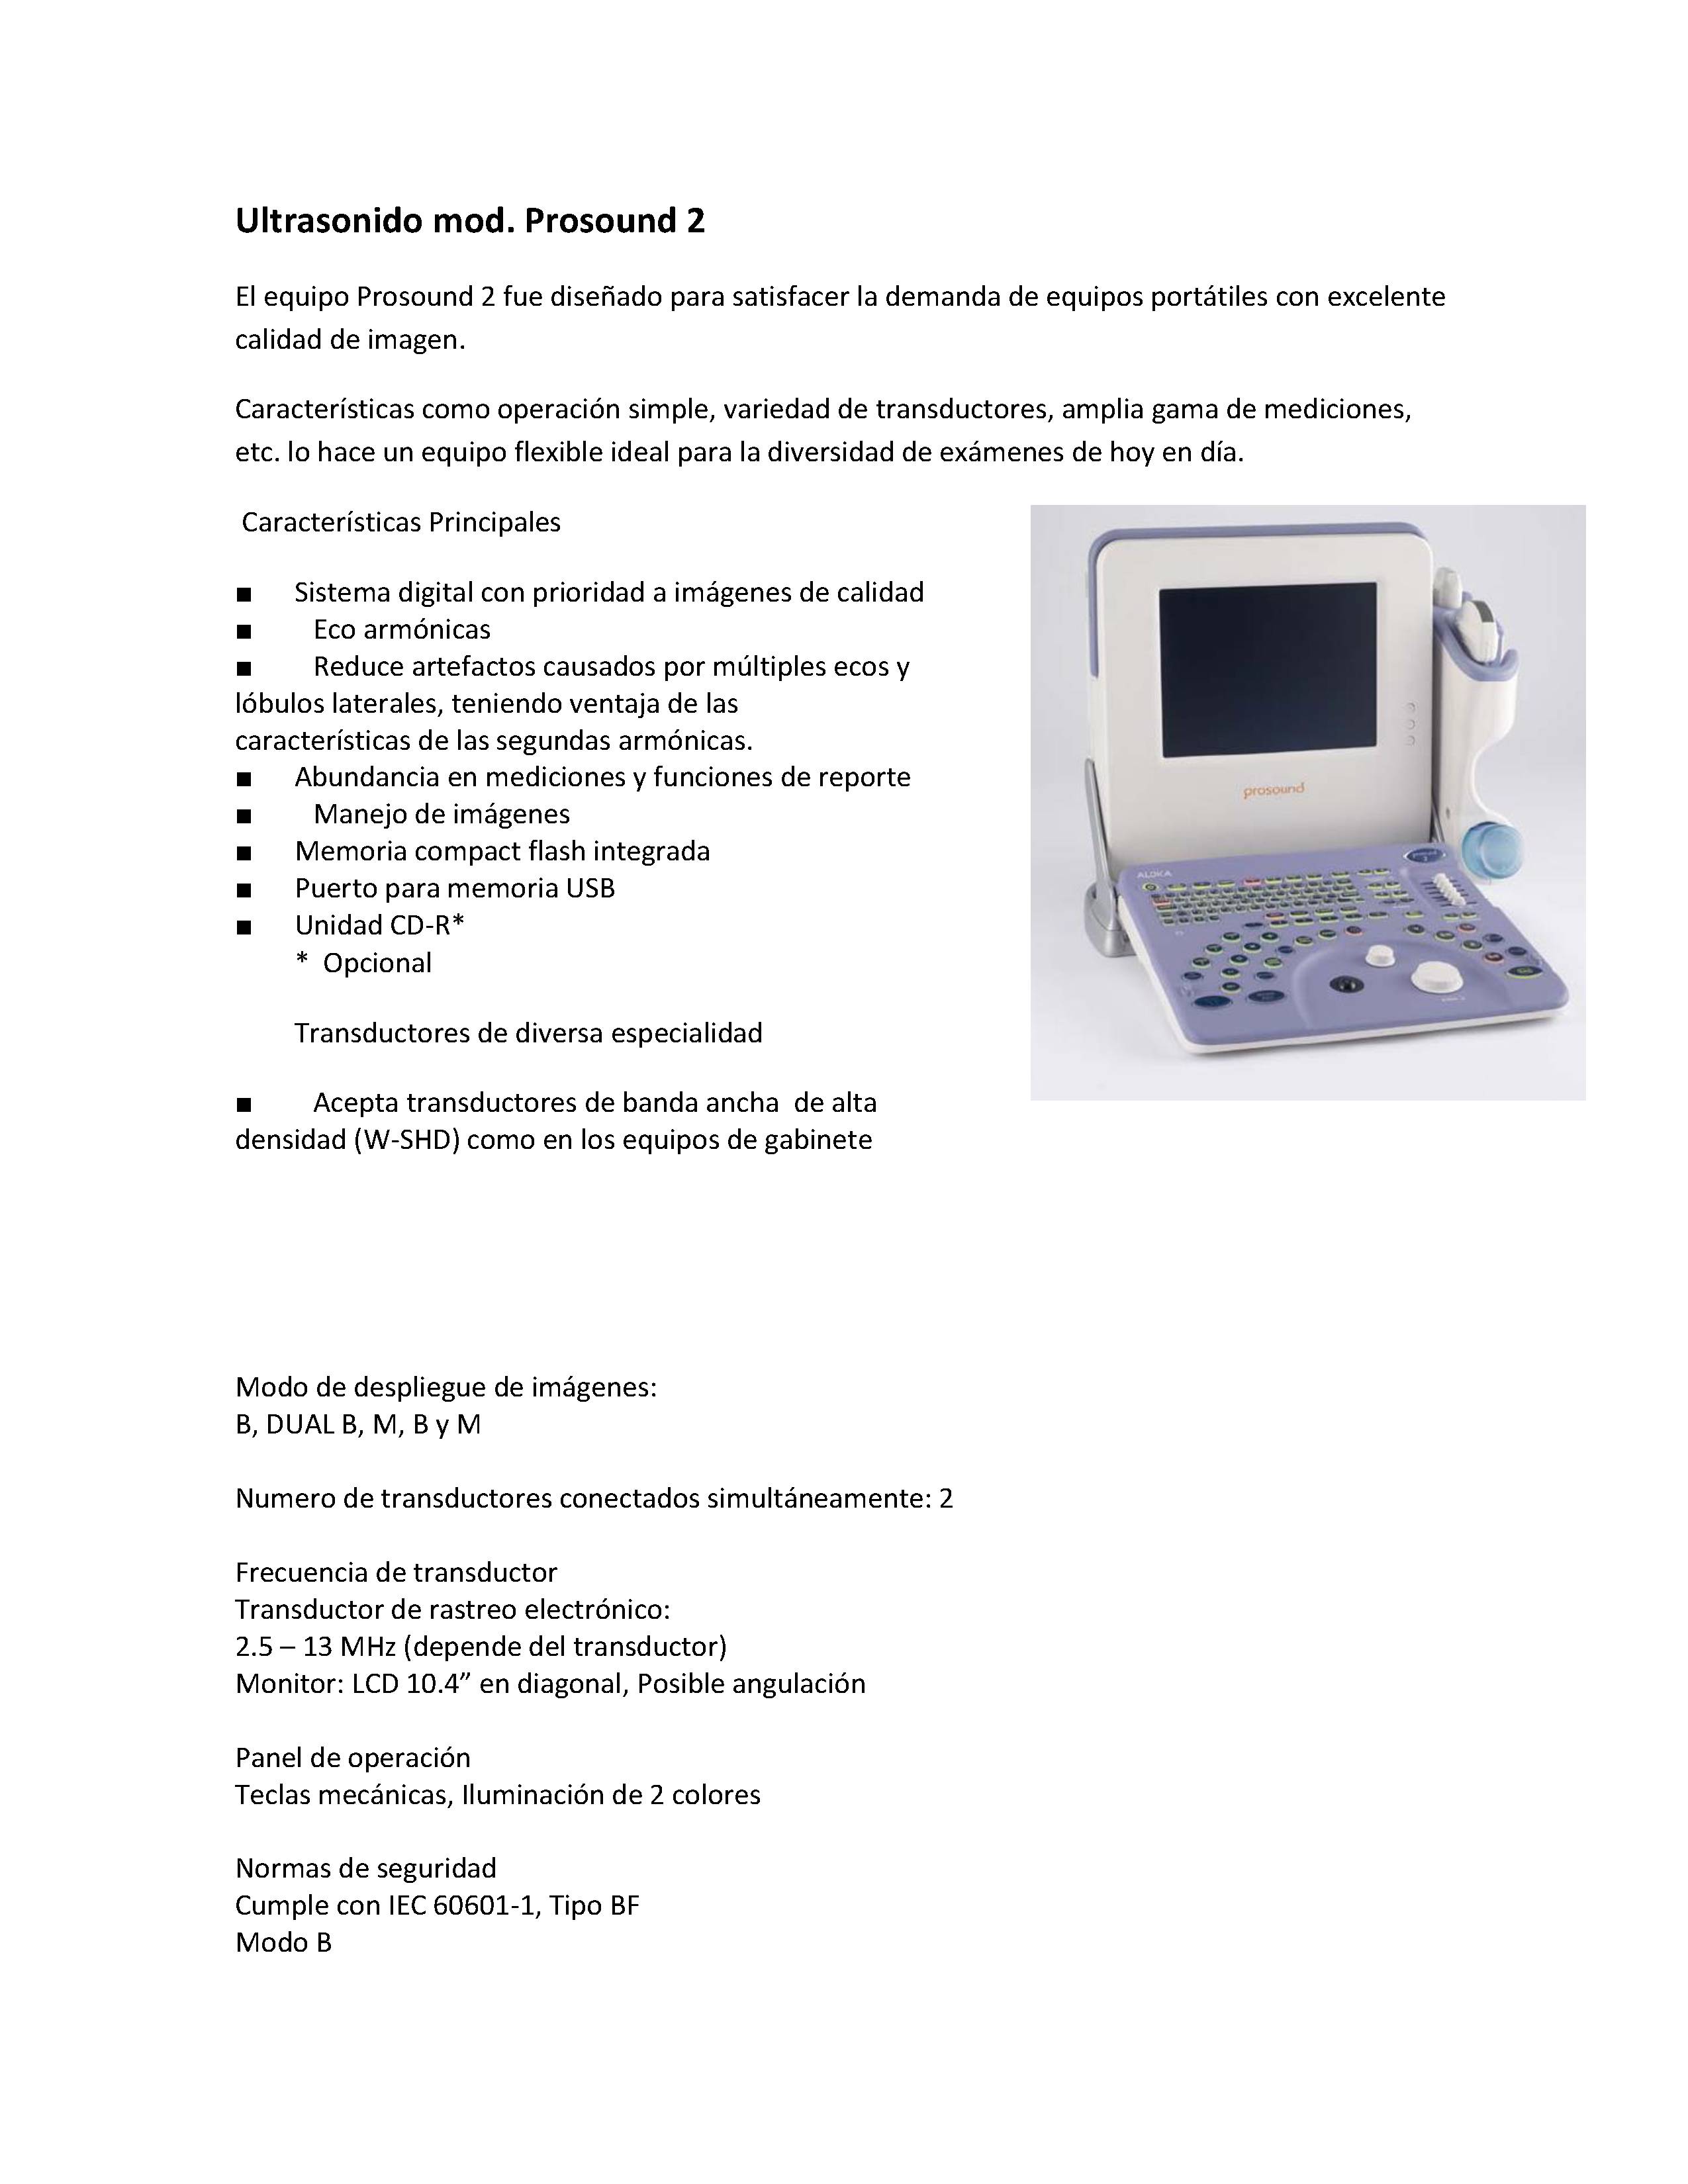 Ultrasonido mod. Prosound 2
El equipo Prosound 2 fue diseñado para satisfacer la demanda de equipos portátiles con excelente
calidad de imagen.
Características como operación simple, variedad de transductores, amplia gama de mediciones,
etc. lo hace un equipo flexible ideal para la diversidad de exámenes de hoy en día.
Características Principales
■ Sistema digital con prioridad a imágenes de calidad
■ Eco armónicas
■ Reduce artefactos causados por múltiples ecos y
lóbulos laterales, teniendo ventaja de las
características de las segundas armónicas.
■ Abundancia en mediciones y funciones de reporte
■ Manejo de imágenes
■ Memoria compact flash integrada
■ Puerto para memoria USB
■ Unidad CD-R*
* Opcional
Transductores de diversa especialidad
■ Acepta transductores de banda ancha de alta
densidad (W-SHD) como en los equipos de gabinete
prosound
ALOKA
Modo de despliegue de imágenes:
B, DUAL B, M, B y M
Numero de transductores conectados simultáneamente: 2
Frecuencia de transductor
Transductor de rastreo electrónico:
2.5 – 13 MHz (depende del transductor)
Monitor: LCD 10.4” en diagonal, Posible angulación
Panel de operación
Teclas mecánicas, Iluminación de 2 colores
Normas de seguridad
Cumple con IEC 60601-1, Tipo BF
Modo B